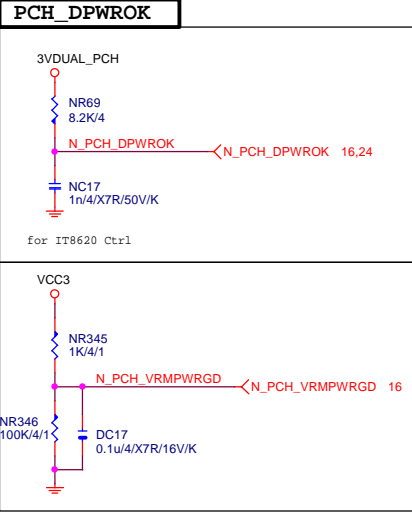 PCH_DPWROK
3VDUAL_PCH
NR69
8.2K/4
N_PCH_DPWROK
N_PCH_DPWROK 16,24
NC17
1n/4/X7R/50V/K
for IT8620 Ctrl
VCC3
NR345
1K/4/1
N_PCH_VRMPWRGD
N_PCH_VRMPWRGD 16
NR346
100K/4/1
DC17
0.1u/4/X7R/16V/K